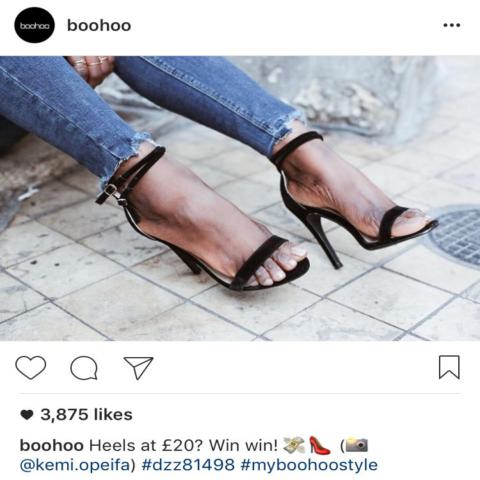 boohoo
boohoo
3,875 likes
boohoo Heels at £20? Win win! 💸👠 (📷
@kemi.opeifa) #dzz81498 #myboohoostyle